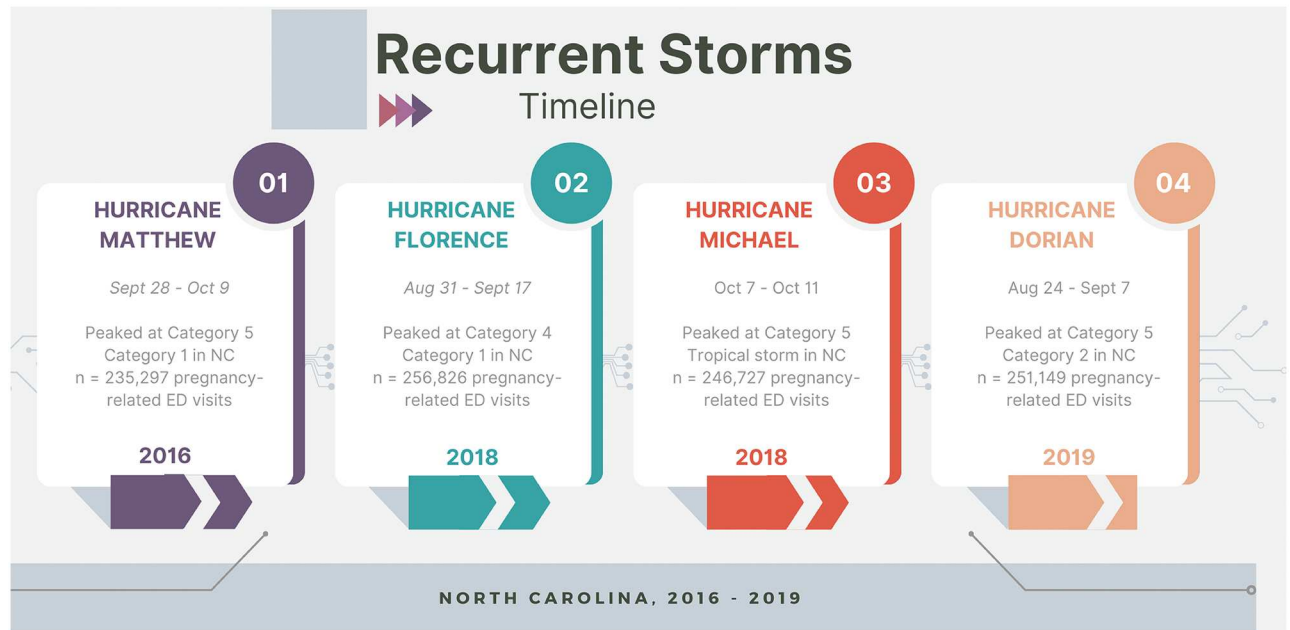 Recurrent Storms
Timeline
01
HURRICANE
MATTHEW
Sept 28 - Oct 9
Peaked at Category 5
Category 1 in NC
n = 235,297 pregnancy-
related ED visits
2016
02
HURRICANE
FLORENCE
Aug 31 - Sept 17
Peaked at Category 4
Category 1 in NC
n = 256,826 pregnancy-
related ED visits
2018
03
HURRICANE
MICHAEL
Oct 7 - Oct 11
Peaked at Category 5
Tropical storm in NC
n = 246,727 pregnancy-
related ED visits
2018
04
HURRICANE
DORIAN
Aug 24 - Sept 7
Peaked at Category 5
Category 2 in NC
n = 251,149 pregnancy-
related ED visits
2019
NORTH CAROLINA, 2016 - 2019